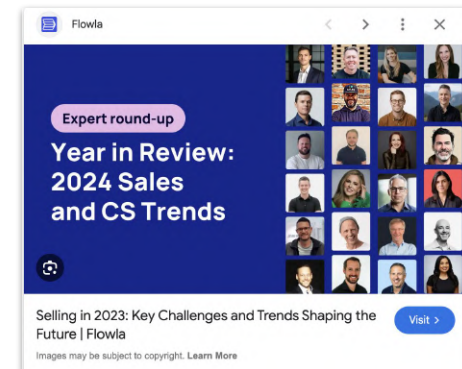 Flowla
Expert round-up
Year in Review:
2024 Sales
and CS Trends
Selling in 2023: Key Challenges and Trends Shaping the
Future | Flowla
Visit >
Images may be subject to copyright. Learn More